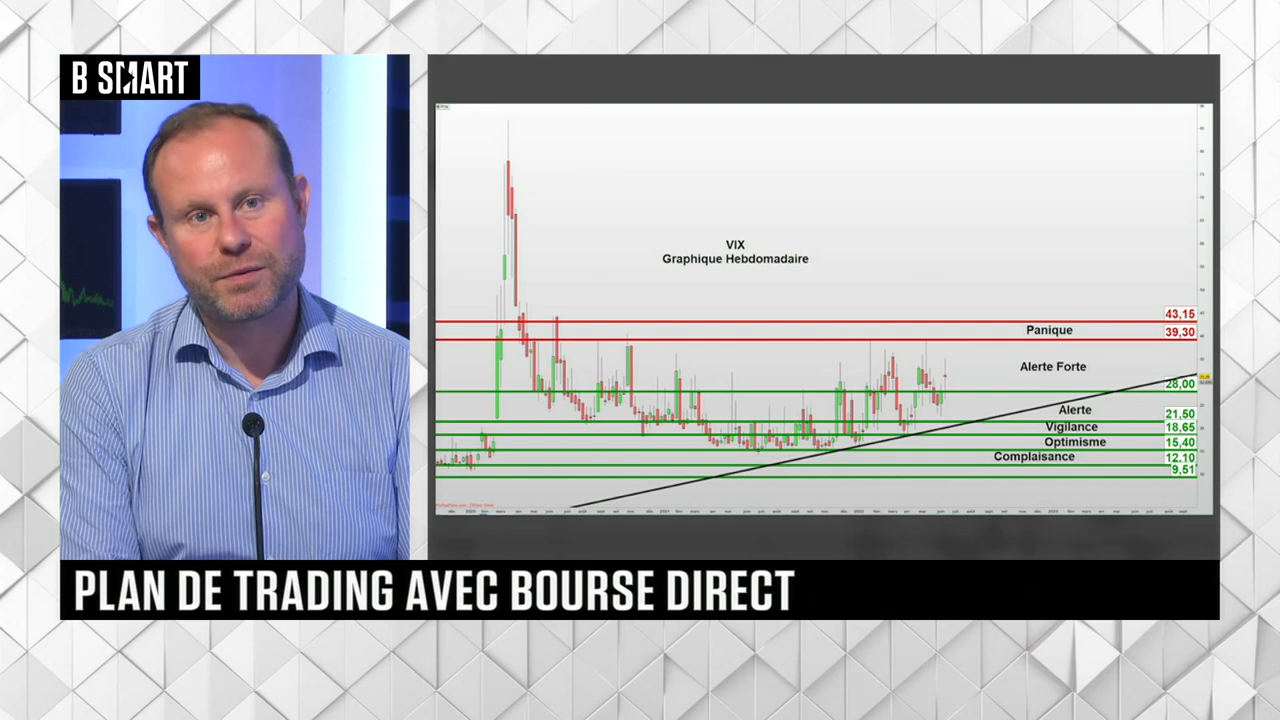 B SMART
VIX
Graphique Hebdomadaire
43,15
Panique
39,30
Alerte Forte
28,00
Alerte
21,50
Vigilance
18,65
Optimisme
15,40
Complaisance
12,10
9,51
PLAN DE TRADING AVEC BOURSE DIRECT